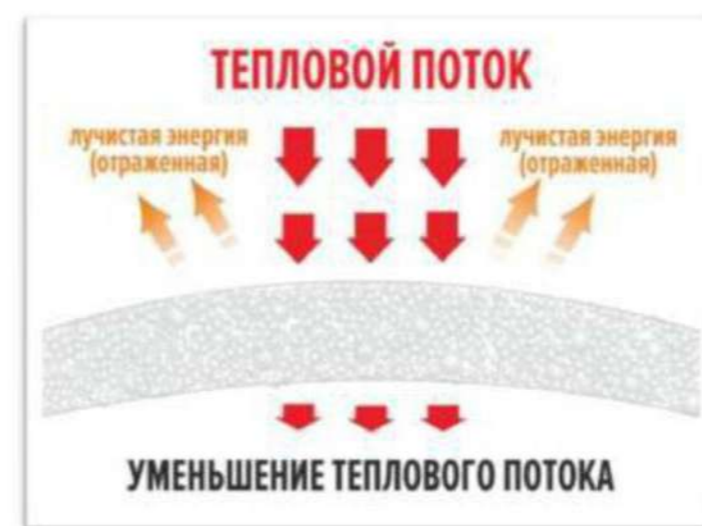 ТЕПЛОВОЙ ПОТОК
лучистая энергия
(отраженная)
лучистая энергия
(отраженная)
УМЕНЬШЕНИЕ ТЕПЛОВОГО ПОТОКА